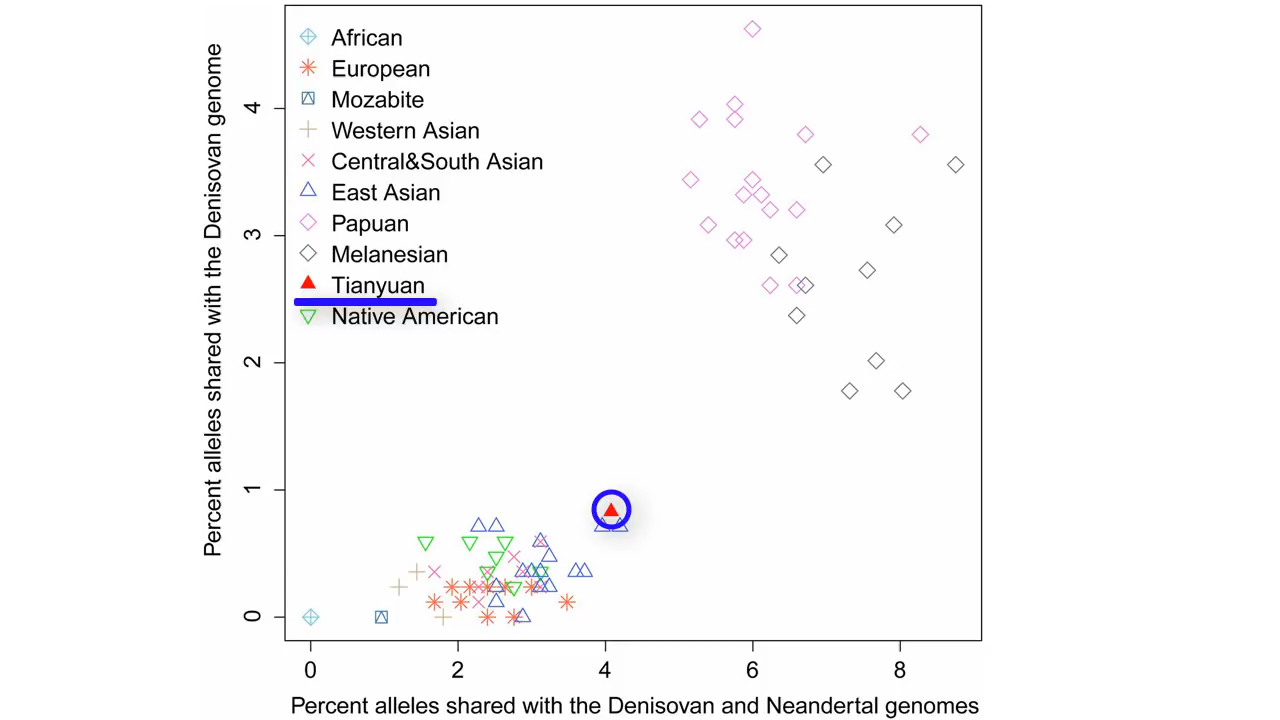 African
European
Mozabite
Western Asian
Central&South Asian
East Asian
Papuan
Melanesian
Tianyuan
Native American
Percent alleles shared with the Denisovan genome
4
3
2
1
0
0 2 4 6 8
Percent alleles shared with the Denisovan and Neandertal genomes